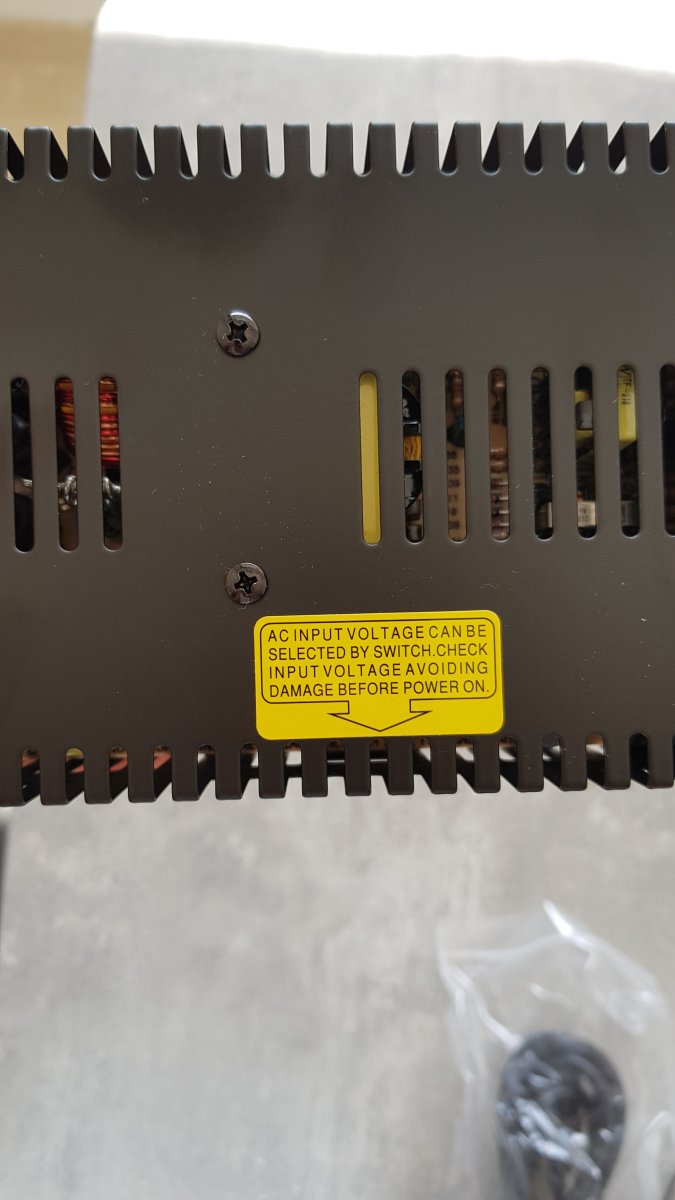 AC INPUT VOLTAGE CAN BE
SELECTED BY SWITCH.CHECK
INPUT VOLTAGE AVOIDING
DAMAGE BEFORE POWER ON.